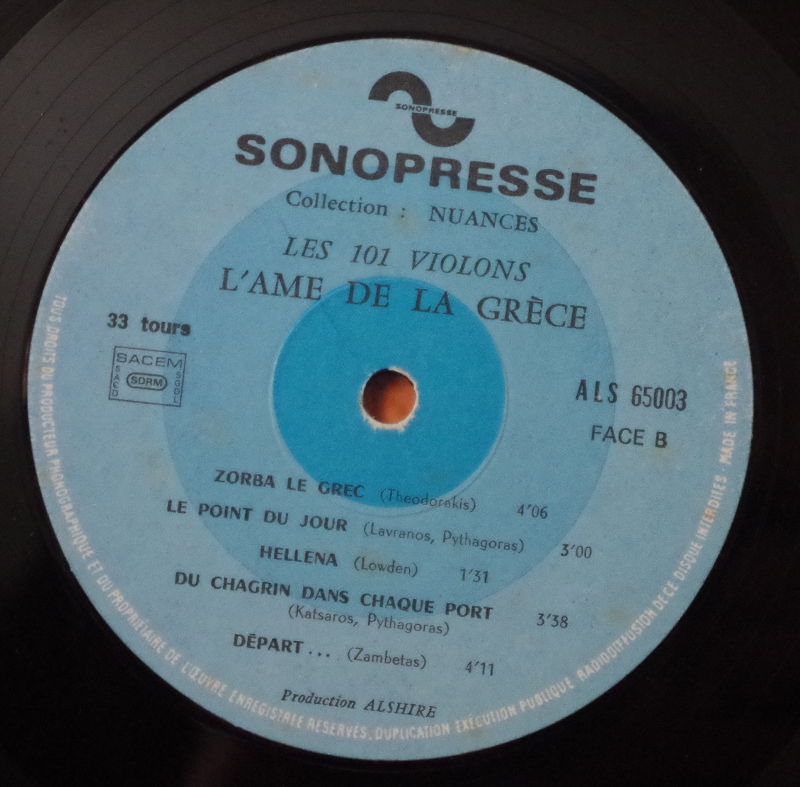 SONOPRESSE
SONOPRESSE
Collection : NUANCES
LES 101 VIOLONS
L'AME DE LA GRÈCE
33 tours
SACEM
SACD
SDRM
SGDL
ALS 65003
FACE B
ZORBA LE GREC (Theodorakis) 4'06
LE POINT DU JOUR (Lavranos, Pythagoras) 3'00
HELLENA (Lowden) 1'31
DU CHAGRIN DANS CHAQUE PORT 3'38
(Katsaros, Pythagoras)
DÉPART... (Zambetas) 4'11
Production ALSHIRE
TOUS DROITS DU PRODUCTEUR PHONOGRAPHIQUE ET DU PROPRIÉTAIRE DE L'ŒUVRE ENREGISTRÉE RÉSERVÉS. DUPLICATION EXÉCUTION PUBLIQUE RADIODIFFUSION DE CE DISQUE INTERDITES - MADE IN FRANCE